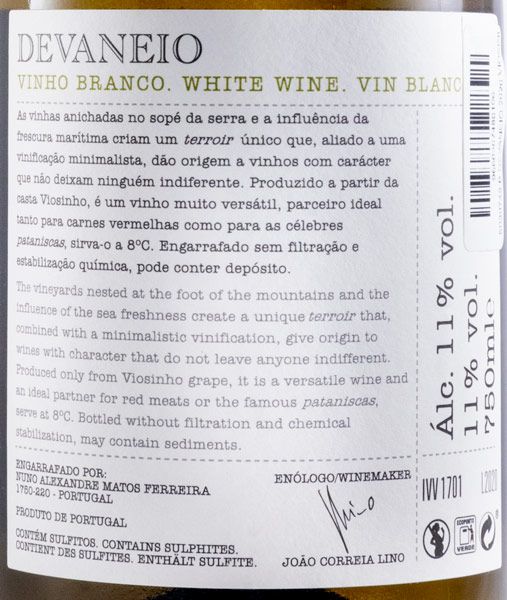 DEVANEIO
VINHO BRANCO. WHITE WINE. VIN BLANC
As vinhas anichadas no sopé da serra e a influência da
frescura marítima criam um terroir único que, aliado a uma
vinificação minimalista, dão origem a vinhos com carácter
que não deixam ninguém indiferente. Produzido a partir da
casta Viosinho, é um vinho muito versátil, parceiro ideal
tanto para carnes vermelhas como para as célebres
pataniscas, sirva-o a 8ºC. Engarrafado sem filtração e
estabilização química, pode conter depósito.
The vineyards nested at the foot of the mountains and the
influence of the sea freshness create a unique terroir that,
combined with a minimalistic vinification, give origin to
wines with character that do not leave anyone indifferent.
Produced only from Viosinho grape, it is a versatile wine and
an ideal partner for red meats or the famous pataniscas,
serve at 8ºC. Bottled without filtration and chemical
stabilization, may contain sediments.
ENGARRAFADO POR:
NUNO ALEXANDRE MATOS FERREIRA
1750-220 - PORTUGAL
PRODUTO DE PORTUGAL
CONTÉM SULFITOS. CONTAINS SULPHITES.
CONTIENT DES SULFITES. ENTHÄLT SULFITE.
ENÓLOGO/WINEMAKER
JOÃO CORREIA LINO
Álc. 11% vol.
11% vol.
750mle
IVV 1701
L2020
ECOPONTO
VERDE